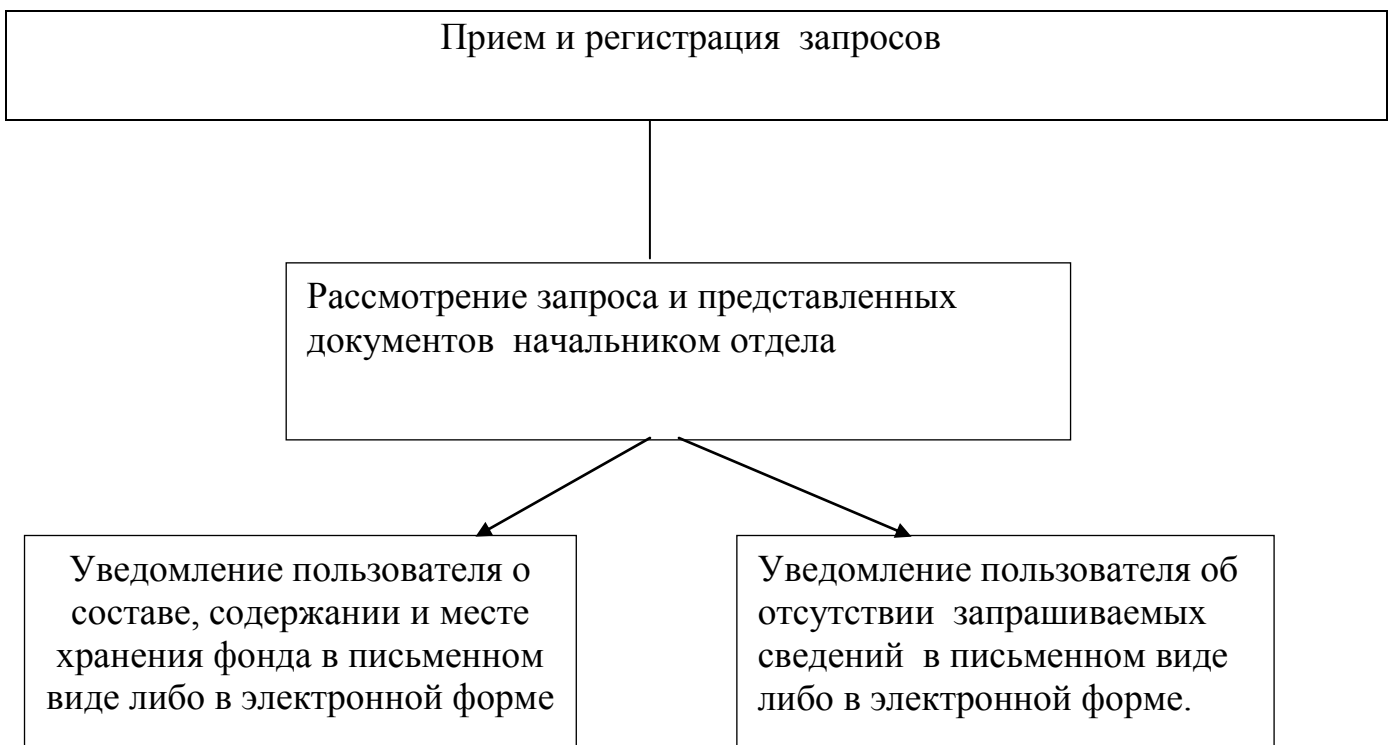 Прием и регистрация  запросов
Рассмотрение запроса и представленных
документов  начальником отдела
Уведомление пользователя о
составе, содержании и месте
хранения фонда в письменном
виде либо в электронной форме
Уведомление пользователя об
отсутствии  запрашиваемых
сведений  в письменном виде
либо в электронной форме.